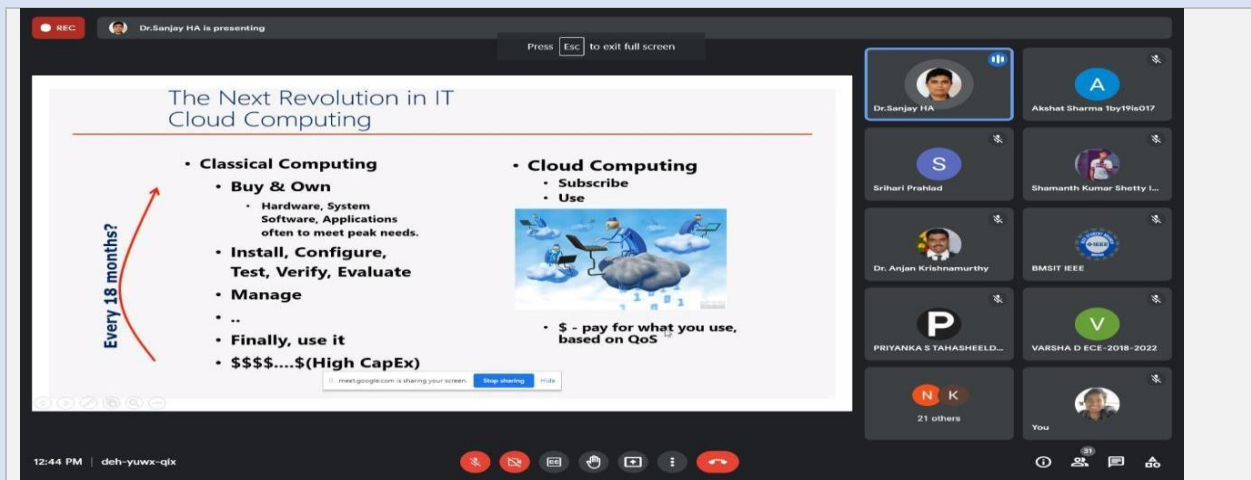 REC
Dr.Sanjay HA is presenting
Press Esc to exit full screen
The Next Revolution in IT
Cloud Computing
Every 18 months?
• Classical Computing
• Buy & Own
• Hardware, System
Software, Applications
often to meet peak needs.
• Install, Configure,
Test, Verify, Evaluate
• Manage
• ..
• Finally, use it
• $$$$....$(High CapEx)
• Cloud Computing
• Subscribe
• Use
• $ - pay for what you use,
based on QoS
meet.google.com is sharing your screen. Stop sharing Hide
Dr.Sanjay HA
A
Akshat Sharma 1by19is017
S
Srihari Prahlad
Shamanth Kumar Shetty I...
Dr. Anjan Krishnamurthy
IEEE
BMSIT IEEE
P
PRIYANKA S TAHASHEELD...
V
VARSHA D ECE-2018-2022
N K
21 others
You
12:44 PM | deh-yuwx-qix
CC
31